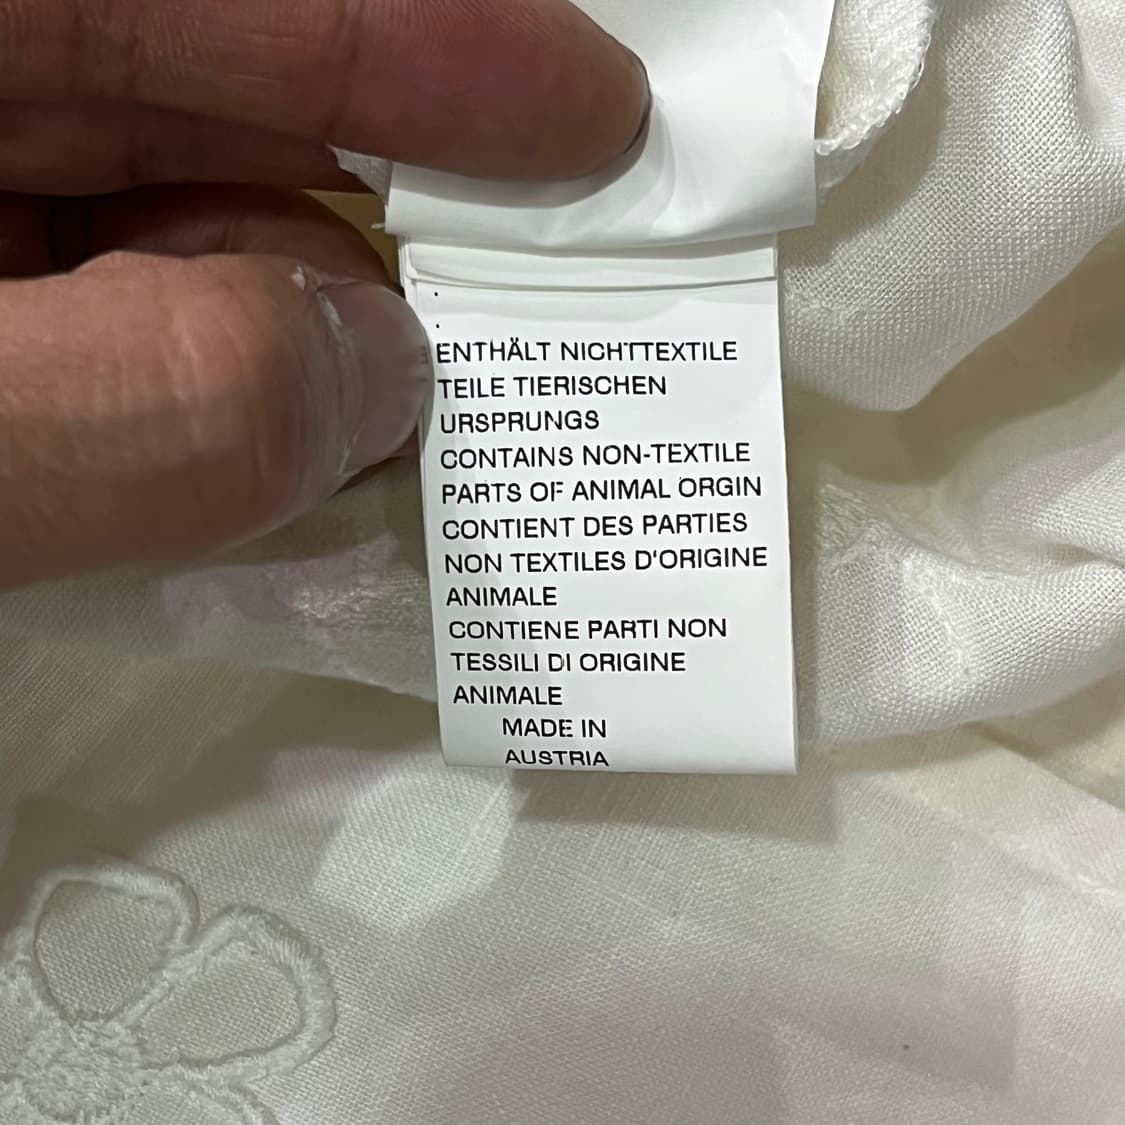 ENTHÄLT NICHTTEXTILE
TEILE TIERISCHEN
URSPRUNGS
CONTAINS NON-TEXTILE
PARTS OF ANIMAL ORGIN
CONTIENT DES PARTIES
NON TEXTILES D'ORIGINE
ANIMALE
CONTIENE PARTI NON
TESSILI DI ORIGINE
ANIMALE
MADE IN
AUSTRIA